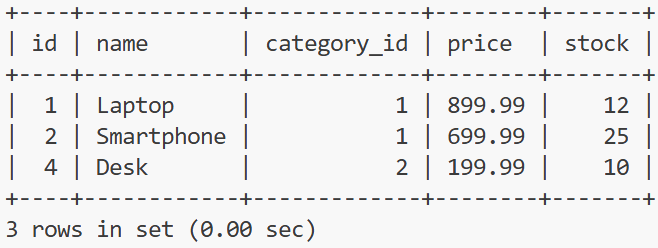 +----+------------+-------------+--------+-------+
| id | name       | category_id | price  | stock |
+----+------------+-------------+--------+-------+
|  1 | Laptop     |           1 | 899.99 |    12 |
|  2 | Smartphone |           1 | 699.99 |    25 |
|  4 | Desk       |           2 | 199.99 |    10 |
+----+------------+-------------+--------+-------+
3 rows in set (0.00 sec)